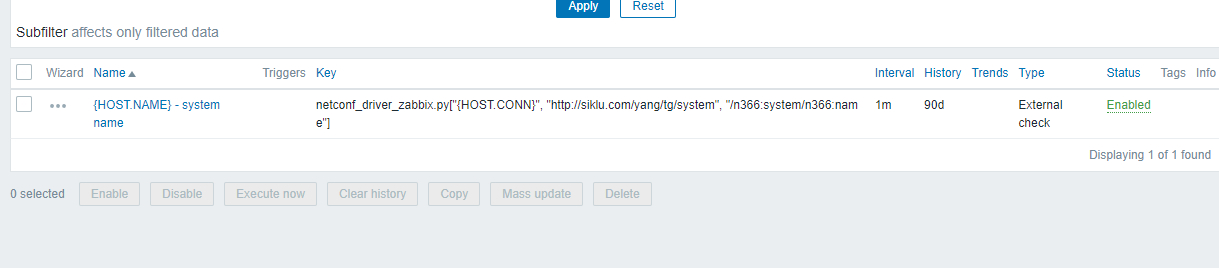 Apply Reset
Subfilter affects only filtered data
Wizard Name Triggers Key Interval History Trends Type Status Tags Info
{HOST.NAME} - system netconf_driver_zabbix.py["{HOST.CONN}", "http://siklu.com/yang/tg/system", "/n366:system/n366:nam 1m 90d External Enabled
name e"] check
Displaying 1 of 1 found
0 selected Enable Disable Execute now Clear history Copy Mass update Delete